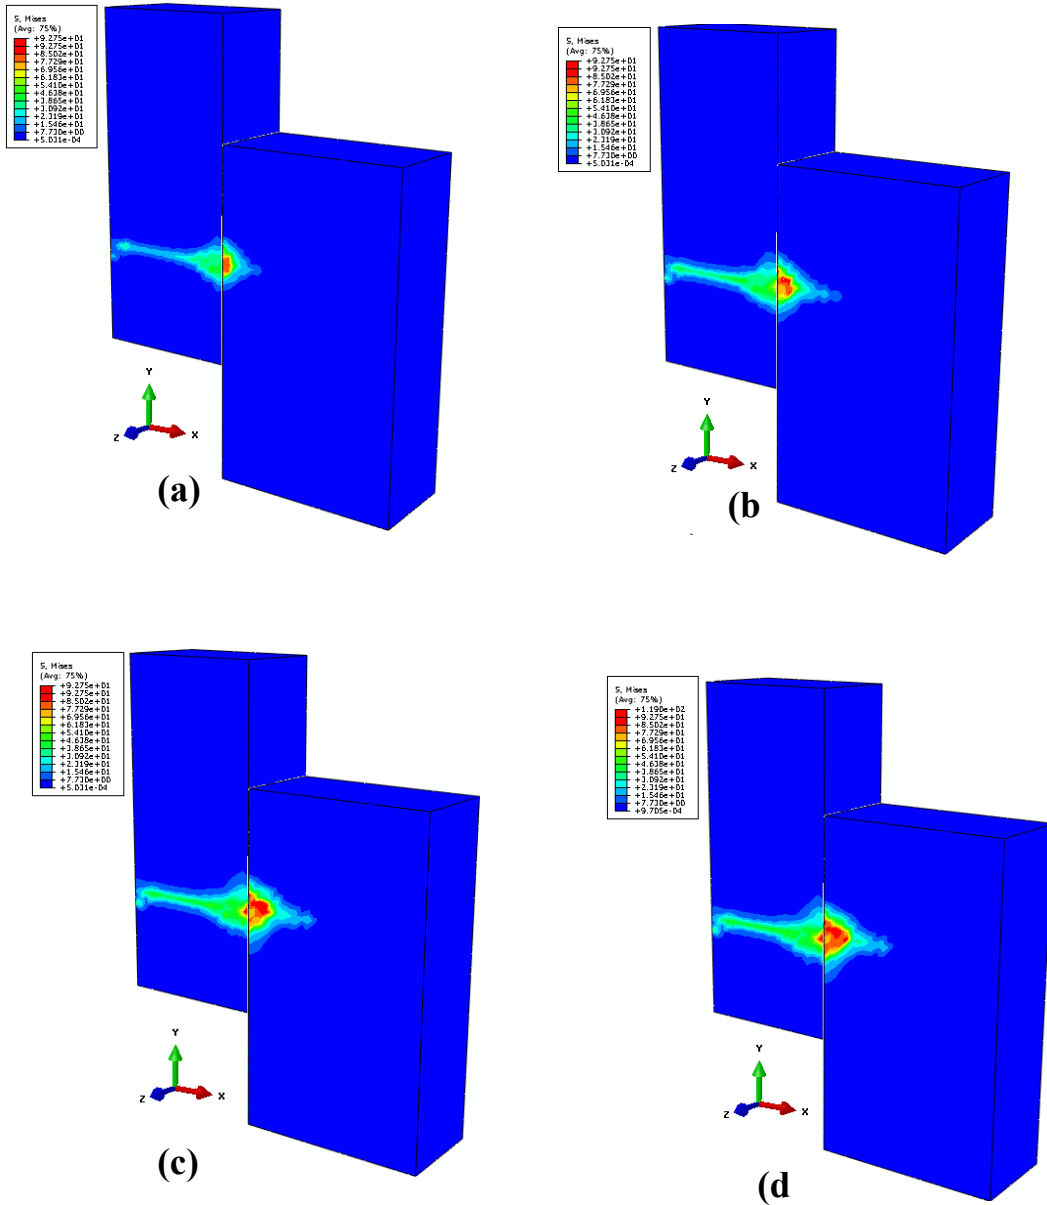 S, Mises
(Avg: 75%)
+9.275e+01
+9.275e+01
+8.502e+01
+7.729e+01
+6.956e+01
+6.183e+01
+5.410e+01
+4.638e+01
+3.865e+01
+3.092e+01
+2.319e+01
+1.546e+01
+7.730e+00
+5.031e-04
Y
Z
X
(a)
S, Mises
(Avg: 75%)
+9.275e+01
+9.275e+01
+8.502e+01
+7.729e+01
+6.956e+01
+6.183e+01
+5.410e+01
+4.638e+01
+3.865e+01
+3.092e+01
+2.319e+01
+1.546e+01
+7.730e+00
+5.031e-04
Y
Z
X
(b
S, Mises
(Avg: 75%)
+9.275e+01
+9.275e+01
+8.502e+01
+7.729e+01
+6.956e+01
+6.183e+01
+5.410e+01
+4.638e+01
+3.865e+01
+3.092e+01
+2.319e+01
+1.546e+01
+7.730e+00
+5.031e-04
Y
Z
X
(c)
S, Mises
(Avg: 75%)
+1.190e+02
+9.275e+01
+8.502e+01
+7.729e+01
+6.956e+01
+6.183e+01
+5.410e+01
+4.638e+01
+3.865e+01
+3.092e+01
+2.319e+01
+1.546e+01
+7.730e+00
+9.705e-04
Y
Z
X
(d